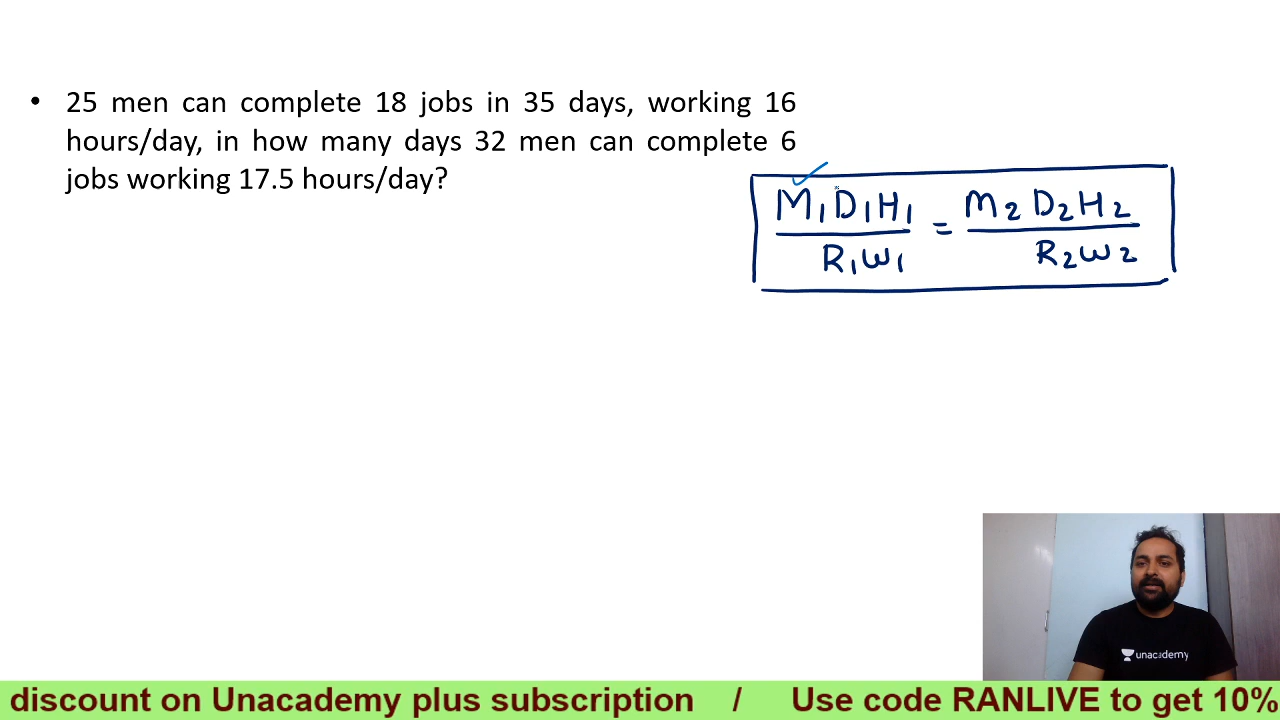 • 25 men can complete 18 jobs in 35 days, working 16
hours/day, in how many days 32 men can complete 6
jobs working 17.5 hours/day?
M₁D₁H₁ = M₂D₂H₂
R₁W₁ R₂W₂
unacademy
discount on Unacademy plus subscription / Use code RANLIVE to get 10%